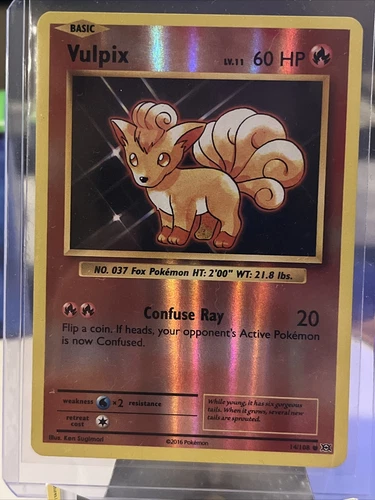 BASIC
Vulpix LV.11 60 HP
NO. 037 Fox Pokémon HT: 2'00" WT: 21.8 lbs.
Confuse Ray 20
Flip a coin. If heads, your opponent's Active Pokémon
is now Confused.
weakness ×2 resistance
retreat
cost
While young, it has six gorgeous
tails. When it grows, several new
tails are sprouted.
Illus. Ken Sugimori ©2016 Pokémon 14/108